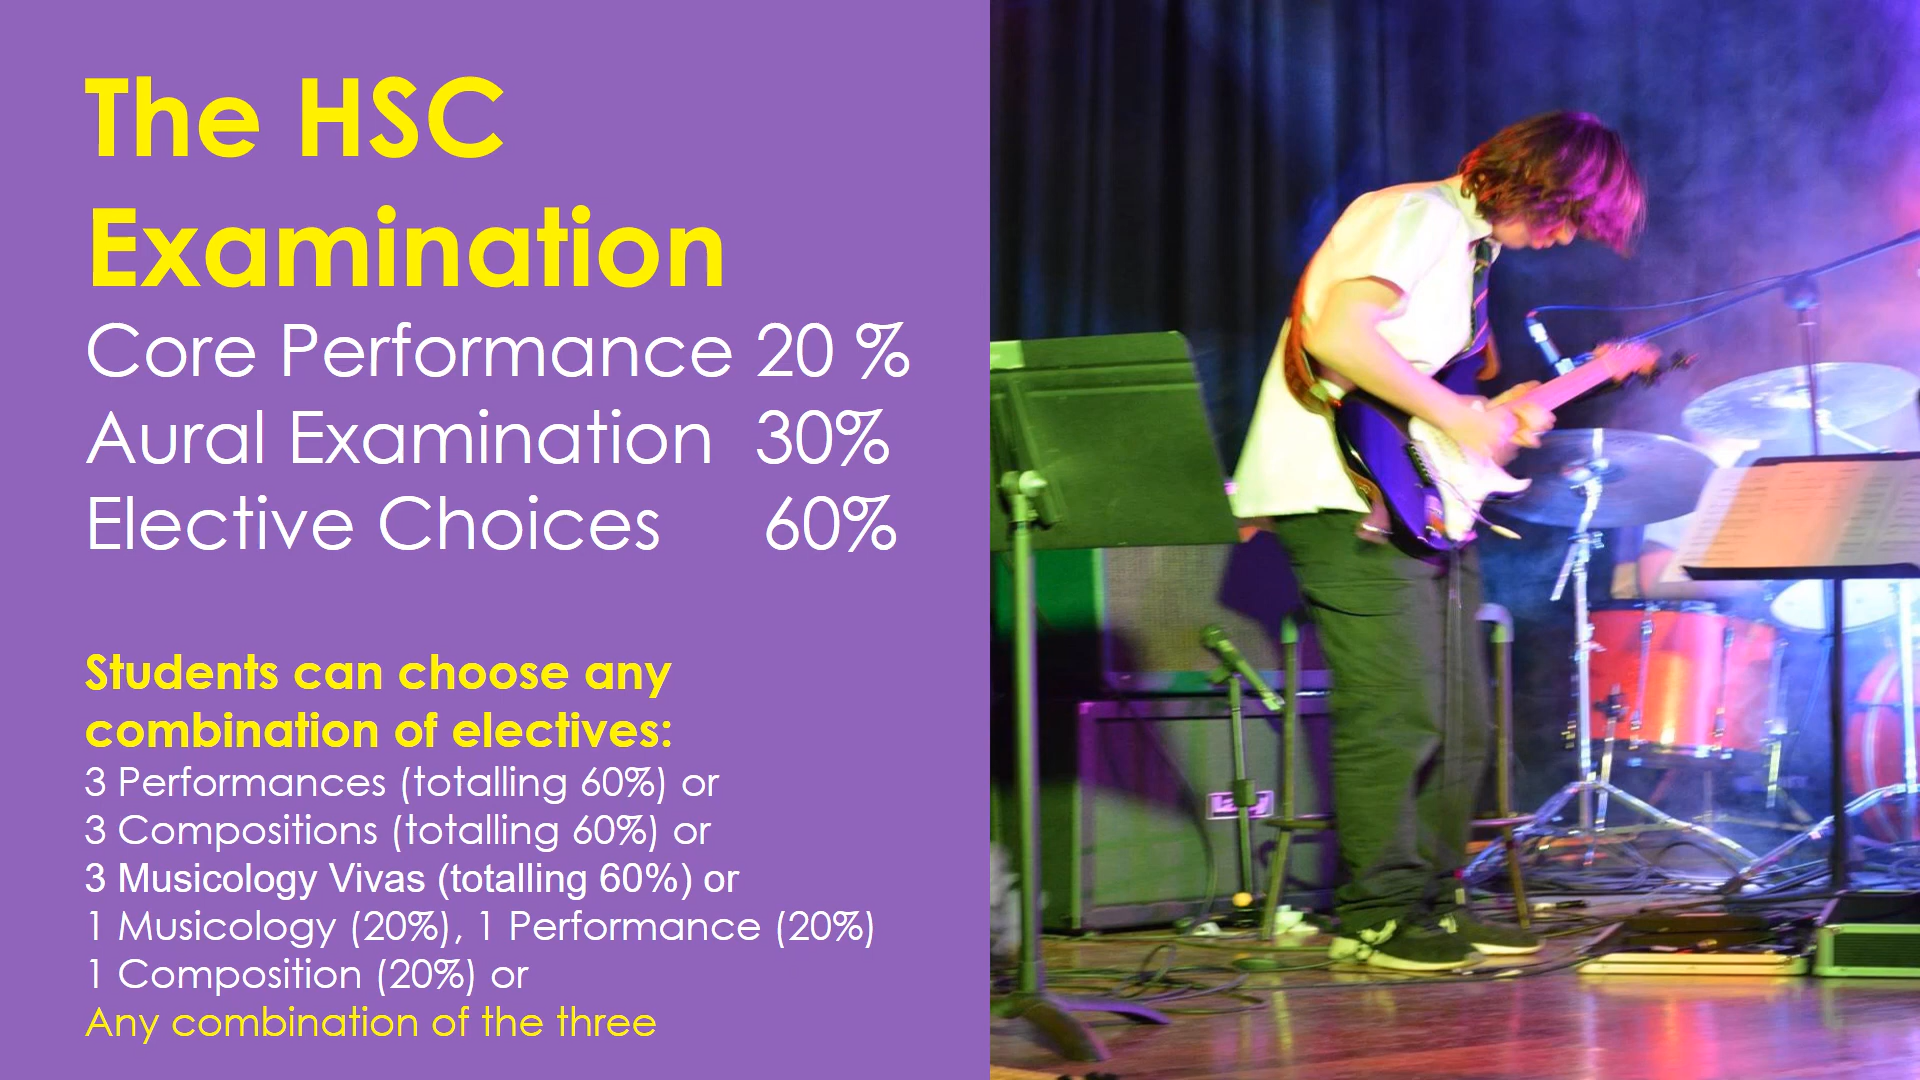 The HSC
Examination
Core Performance 20 %
Aural Examination 30%
Elective Choices 60%
Students can choose any
combination of electives:
3 Performances (totalling 60%) or
3 Compositions (totalling 60%) or
3 Musicology Vivas (totalling 60%) or
1 Musicology (20%), 1 Performance (20%)
1 Composition (20%) or
Any combination of the three